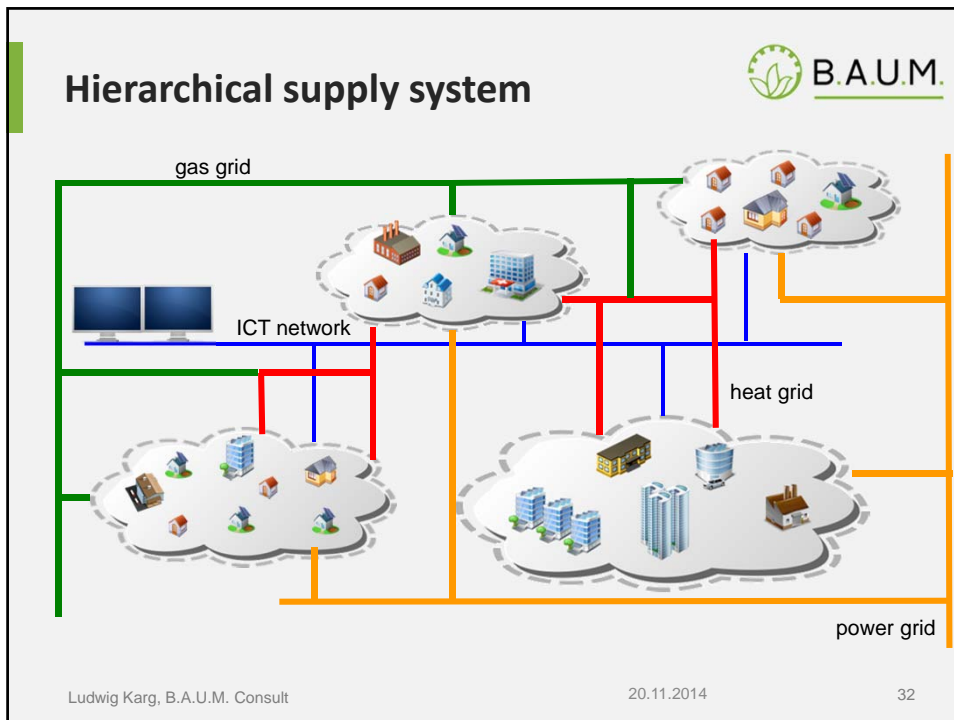 Hierarchical supply system
B.A.U.M.
gas grid
ICT network
heat grid
power grid
Ludwig Karg, B.A.U.M. Consult
20.11.2014
32